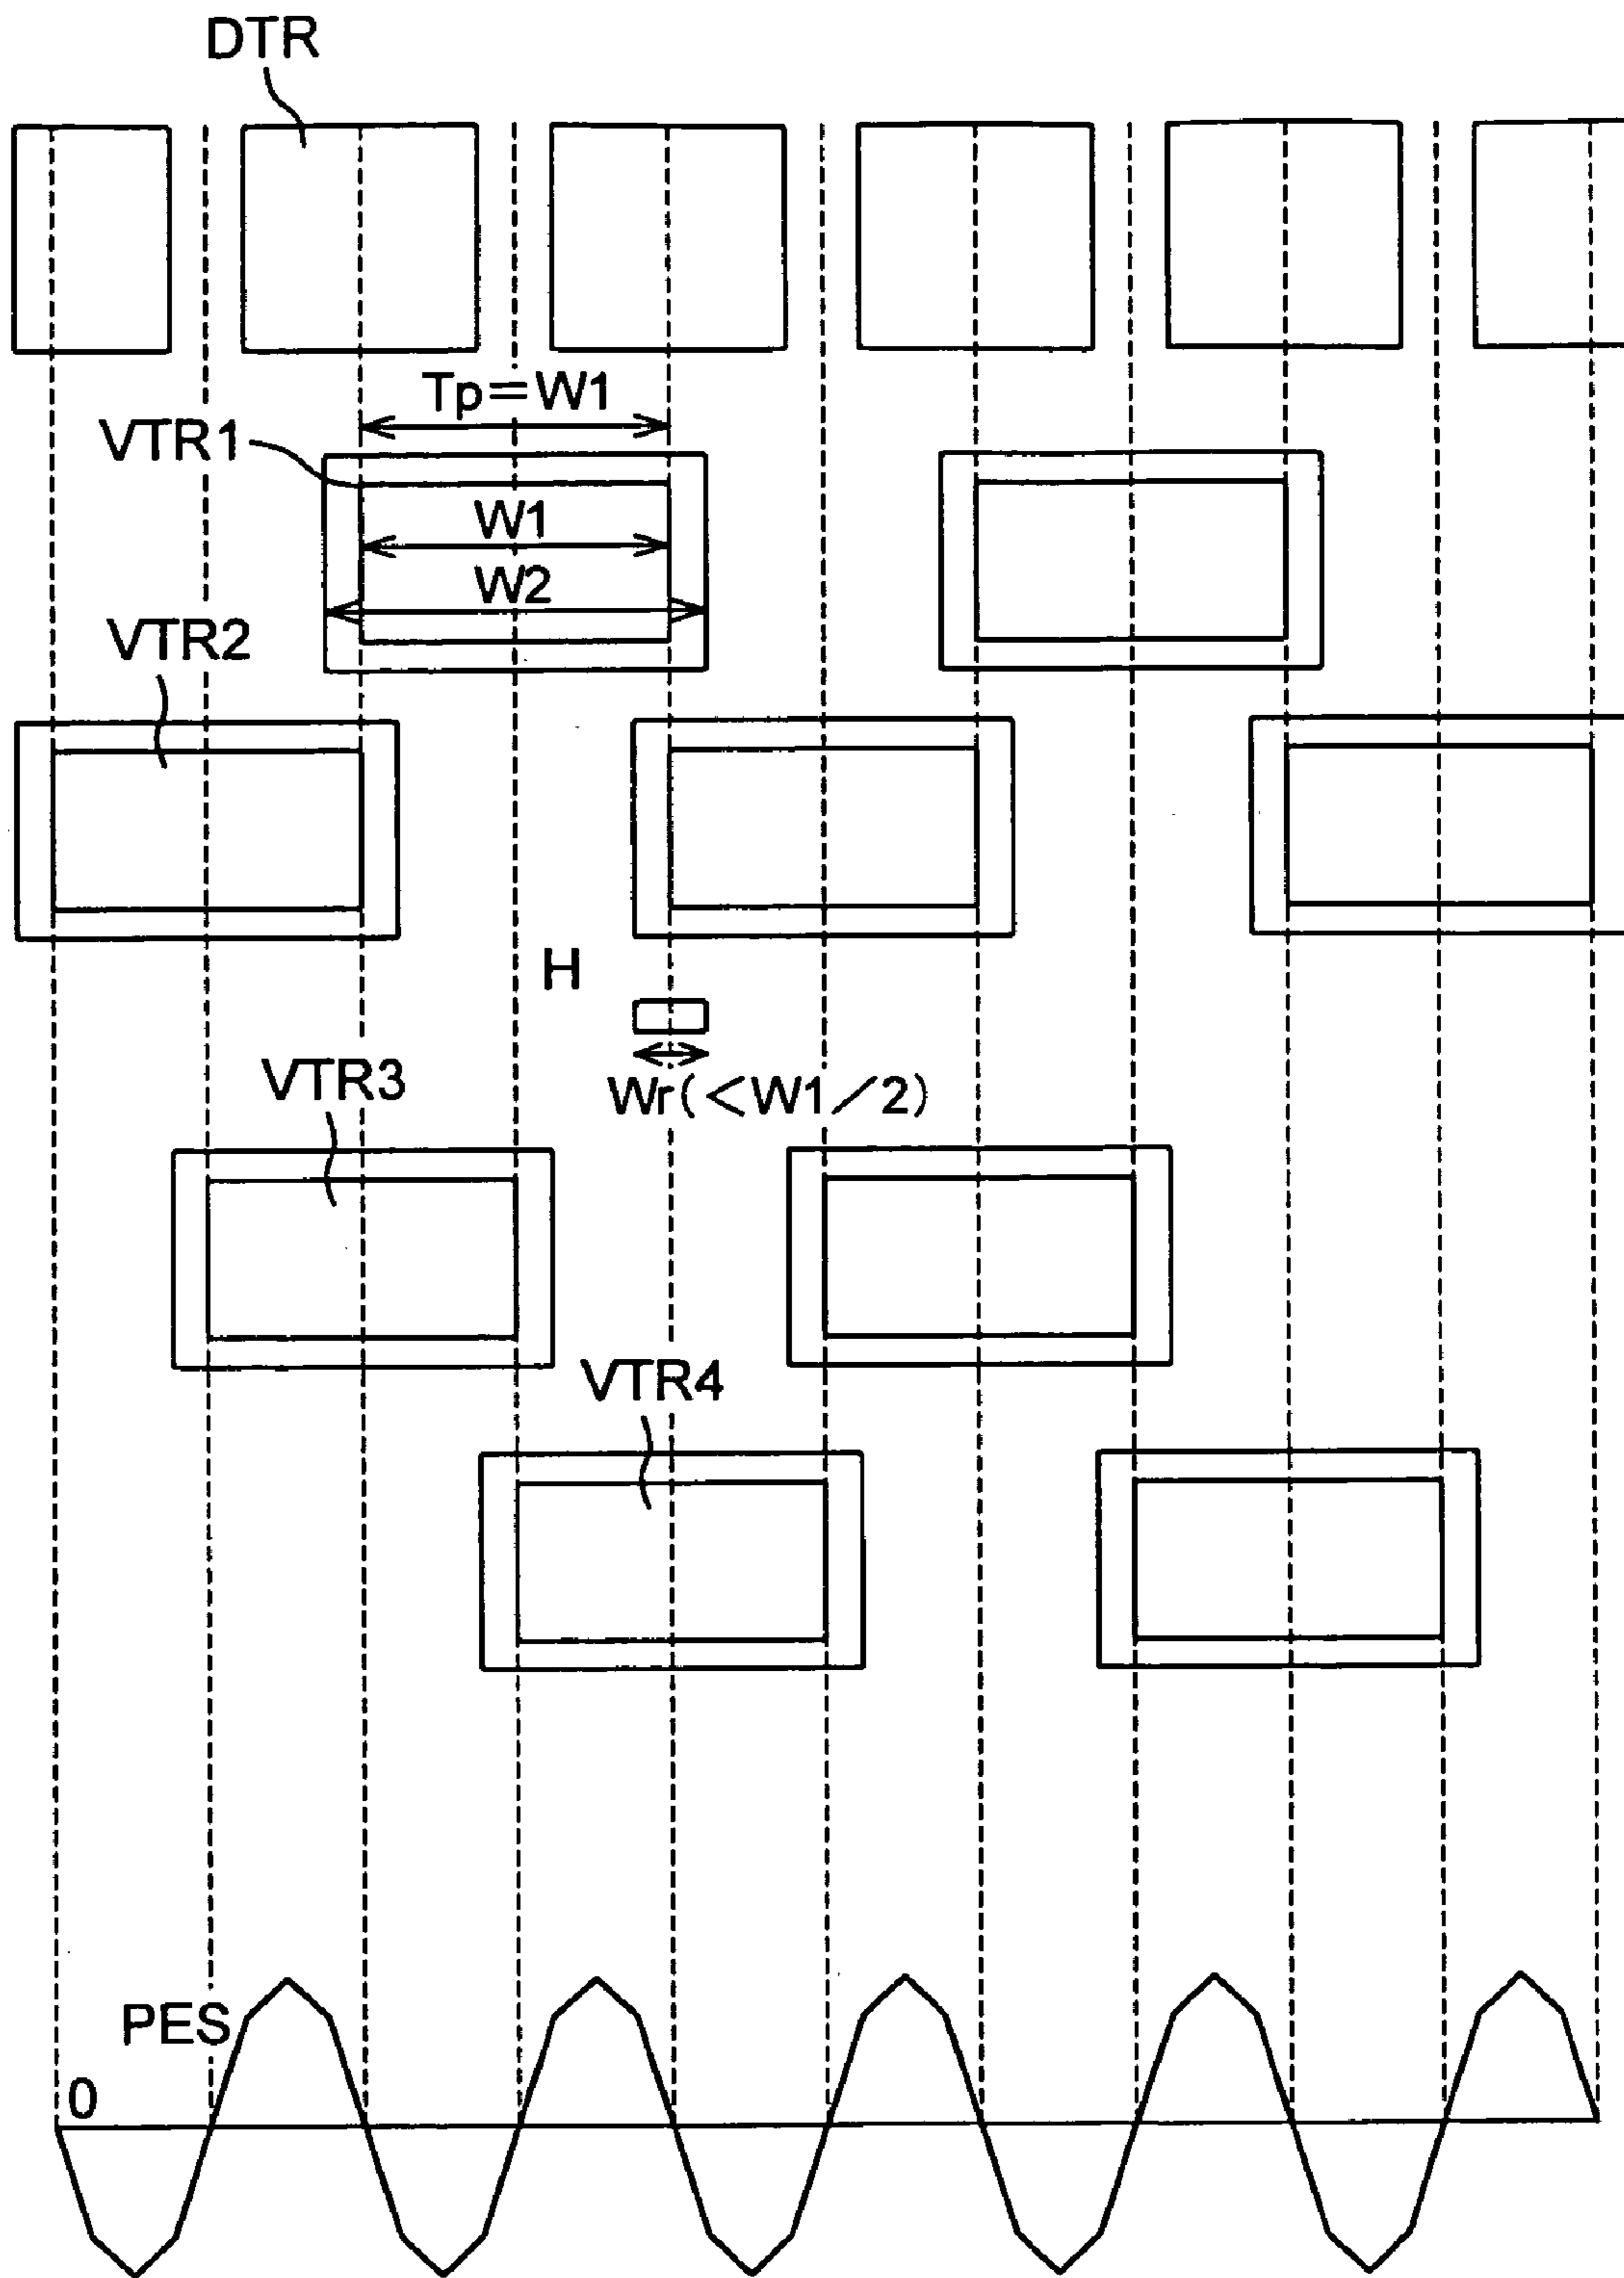 DTR
Tp=W1
VTR1
W1
W2
VTR2
H
Wr(<W1/2)
VTR3
VTR4
PES
0